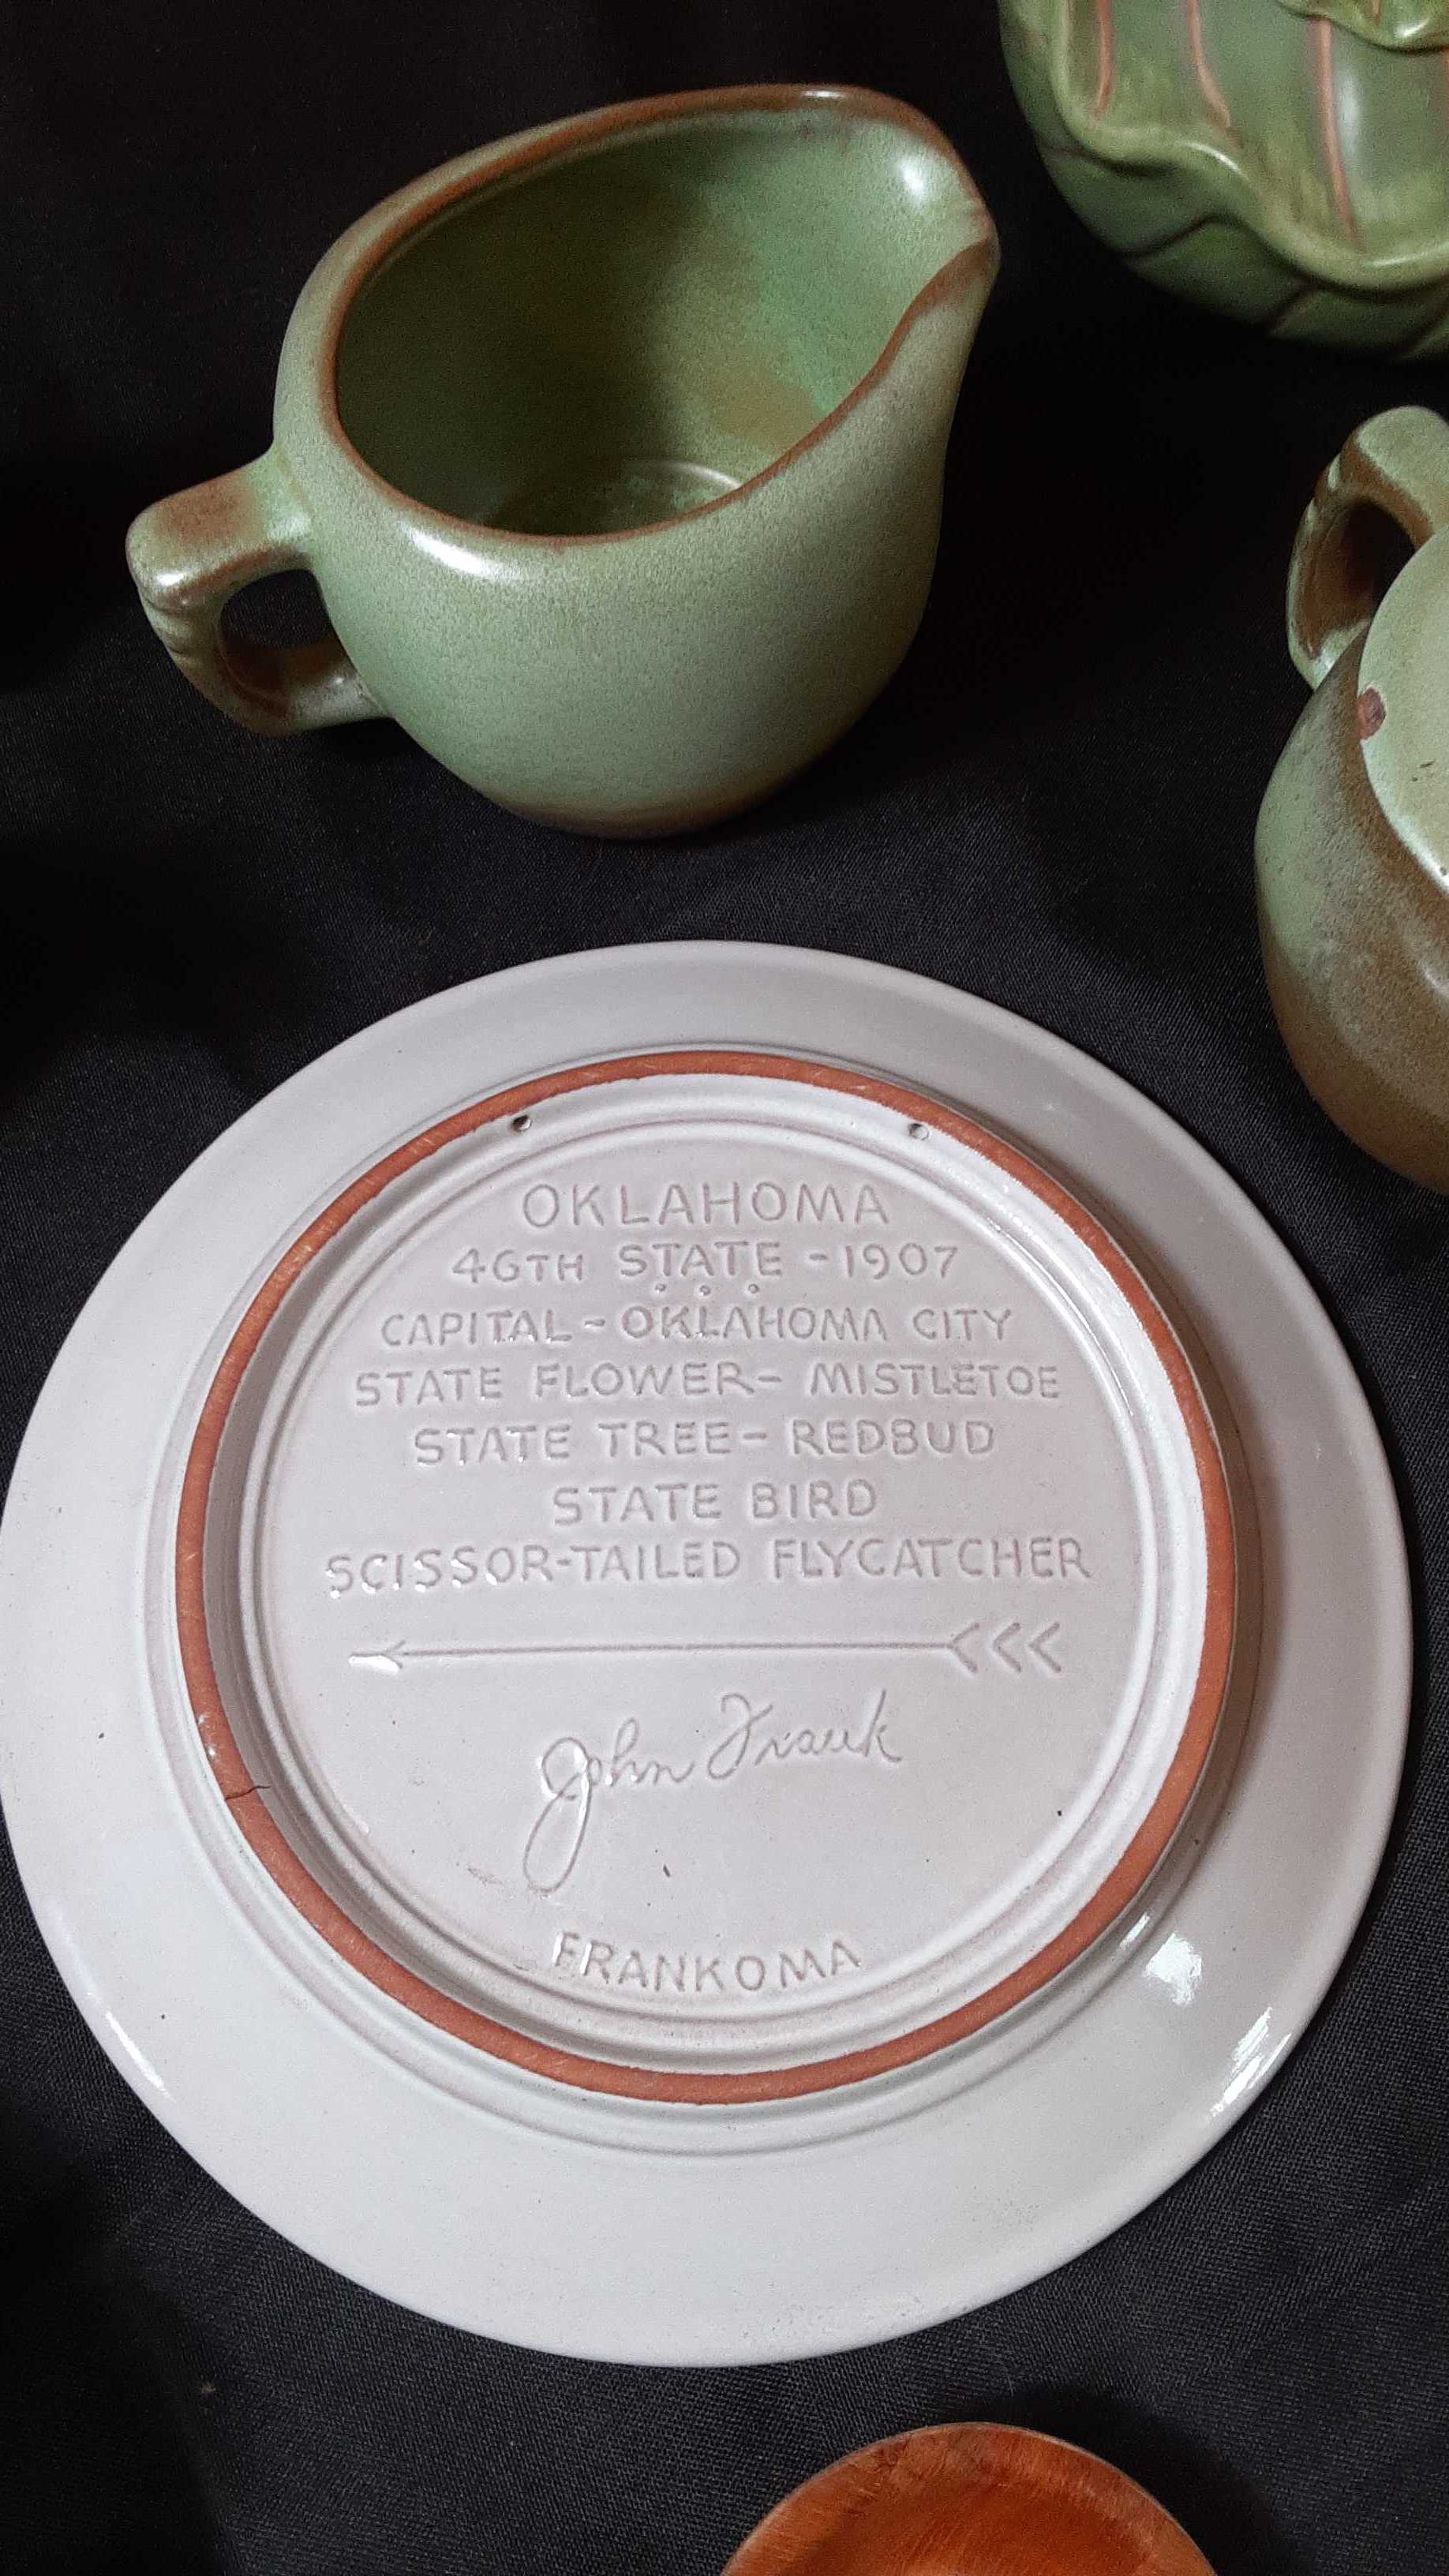 OKLAHOMA
46TH STATE - 1907
CAPITAL - OKLAHOMA CITY
STATE FLOWER - MISTLETOE
STATE TREE - REDBUD
STATE BIRD
SCISSOR-TAILED FLYCATCHER
John Frank
FRANKOMA